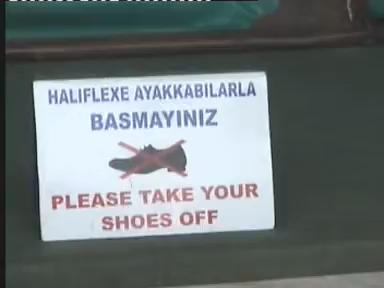 HALIFLEXE AYAKKABILARLA
BASMAYINIZ
PLEASE TAKE YOUR
SHOES OFF